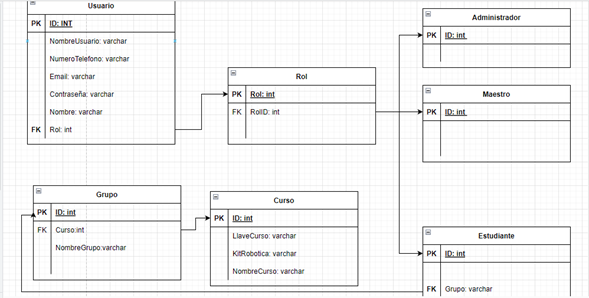 Usuario
PK ID: INT
NombreUsuario: varchar
NumeroTelefono: varchar
Email: varchar
Contraseña: varchar
Nombre: varchar
FK Rol: int
Rol
PK Rol: int
FK RolID: int
Administrador
PK ID: int
Maestro
PK ID: int
Grupo
PK ID: int
FK Curso:int
NombreGrupo:varchar
Curso
PK ID: int
LlaveCurso: varchar
KitRobotica: varchar
NombreCurso: varchar
Estudiante
PK ID: int
FK Grupo: varchar